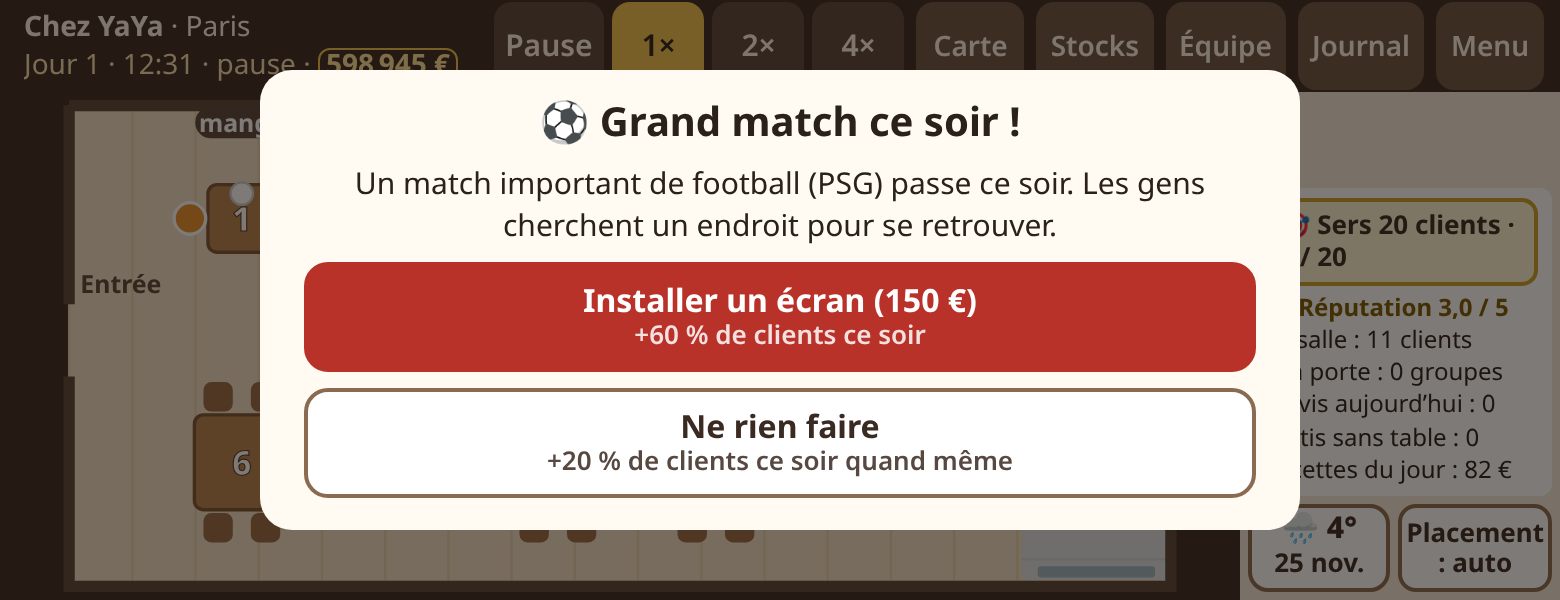 Chez YaYa · Paris
Jour 1 · 12:31 · pause · 598 945 €
Pause
1×
2×
4×
Carte
Stocks
Équipe
Journal
Menu
⚽ Grand match ce soir !
Un match important de football (PSG) passe ce soir. Les gens
cherchent un endroit pour se retrouver.
Installer un écran (150 €)
+60 % de clients ce soir
Ne rien faire
+20 % de clients ce soir quand même
1
Entrée
6
Sers 20 clients ·
/ 20
Réputation 3,0 / 5
salle : 11 clients
porte : 0 groupes
aujourd’hui : 0
sans table : 0
du jour : 82 €
4°
25 nov.
Placement
: auto